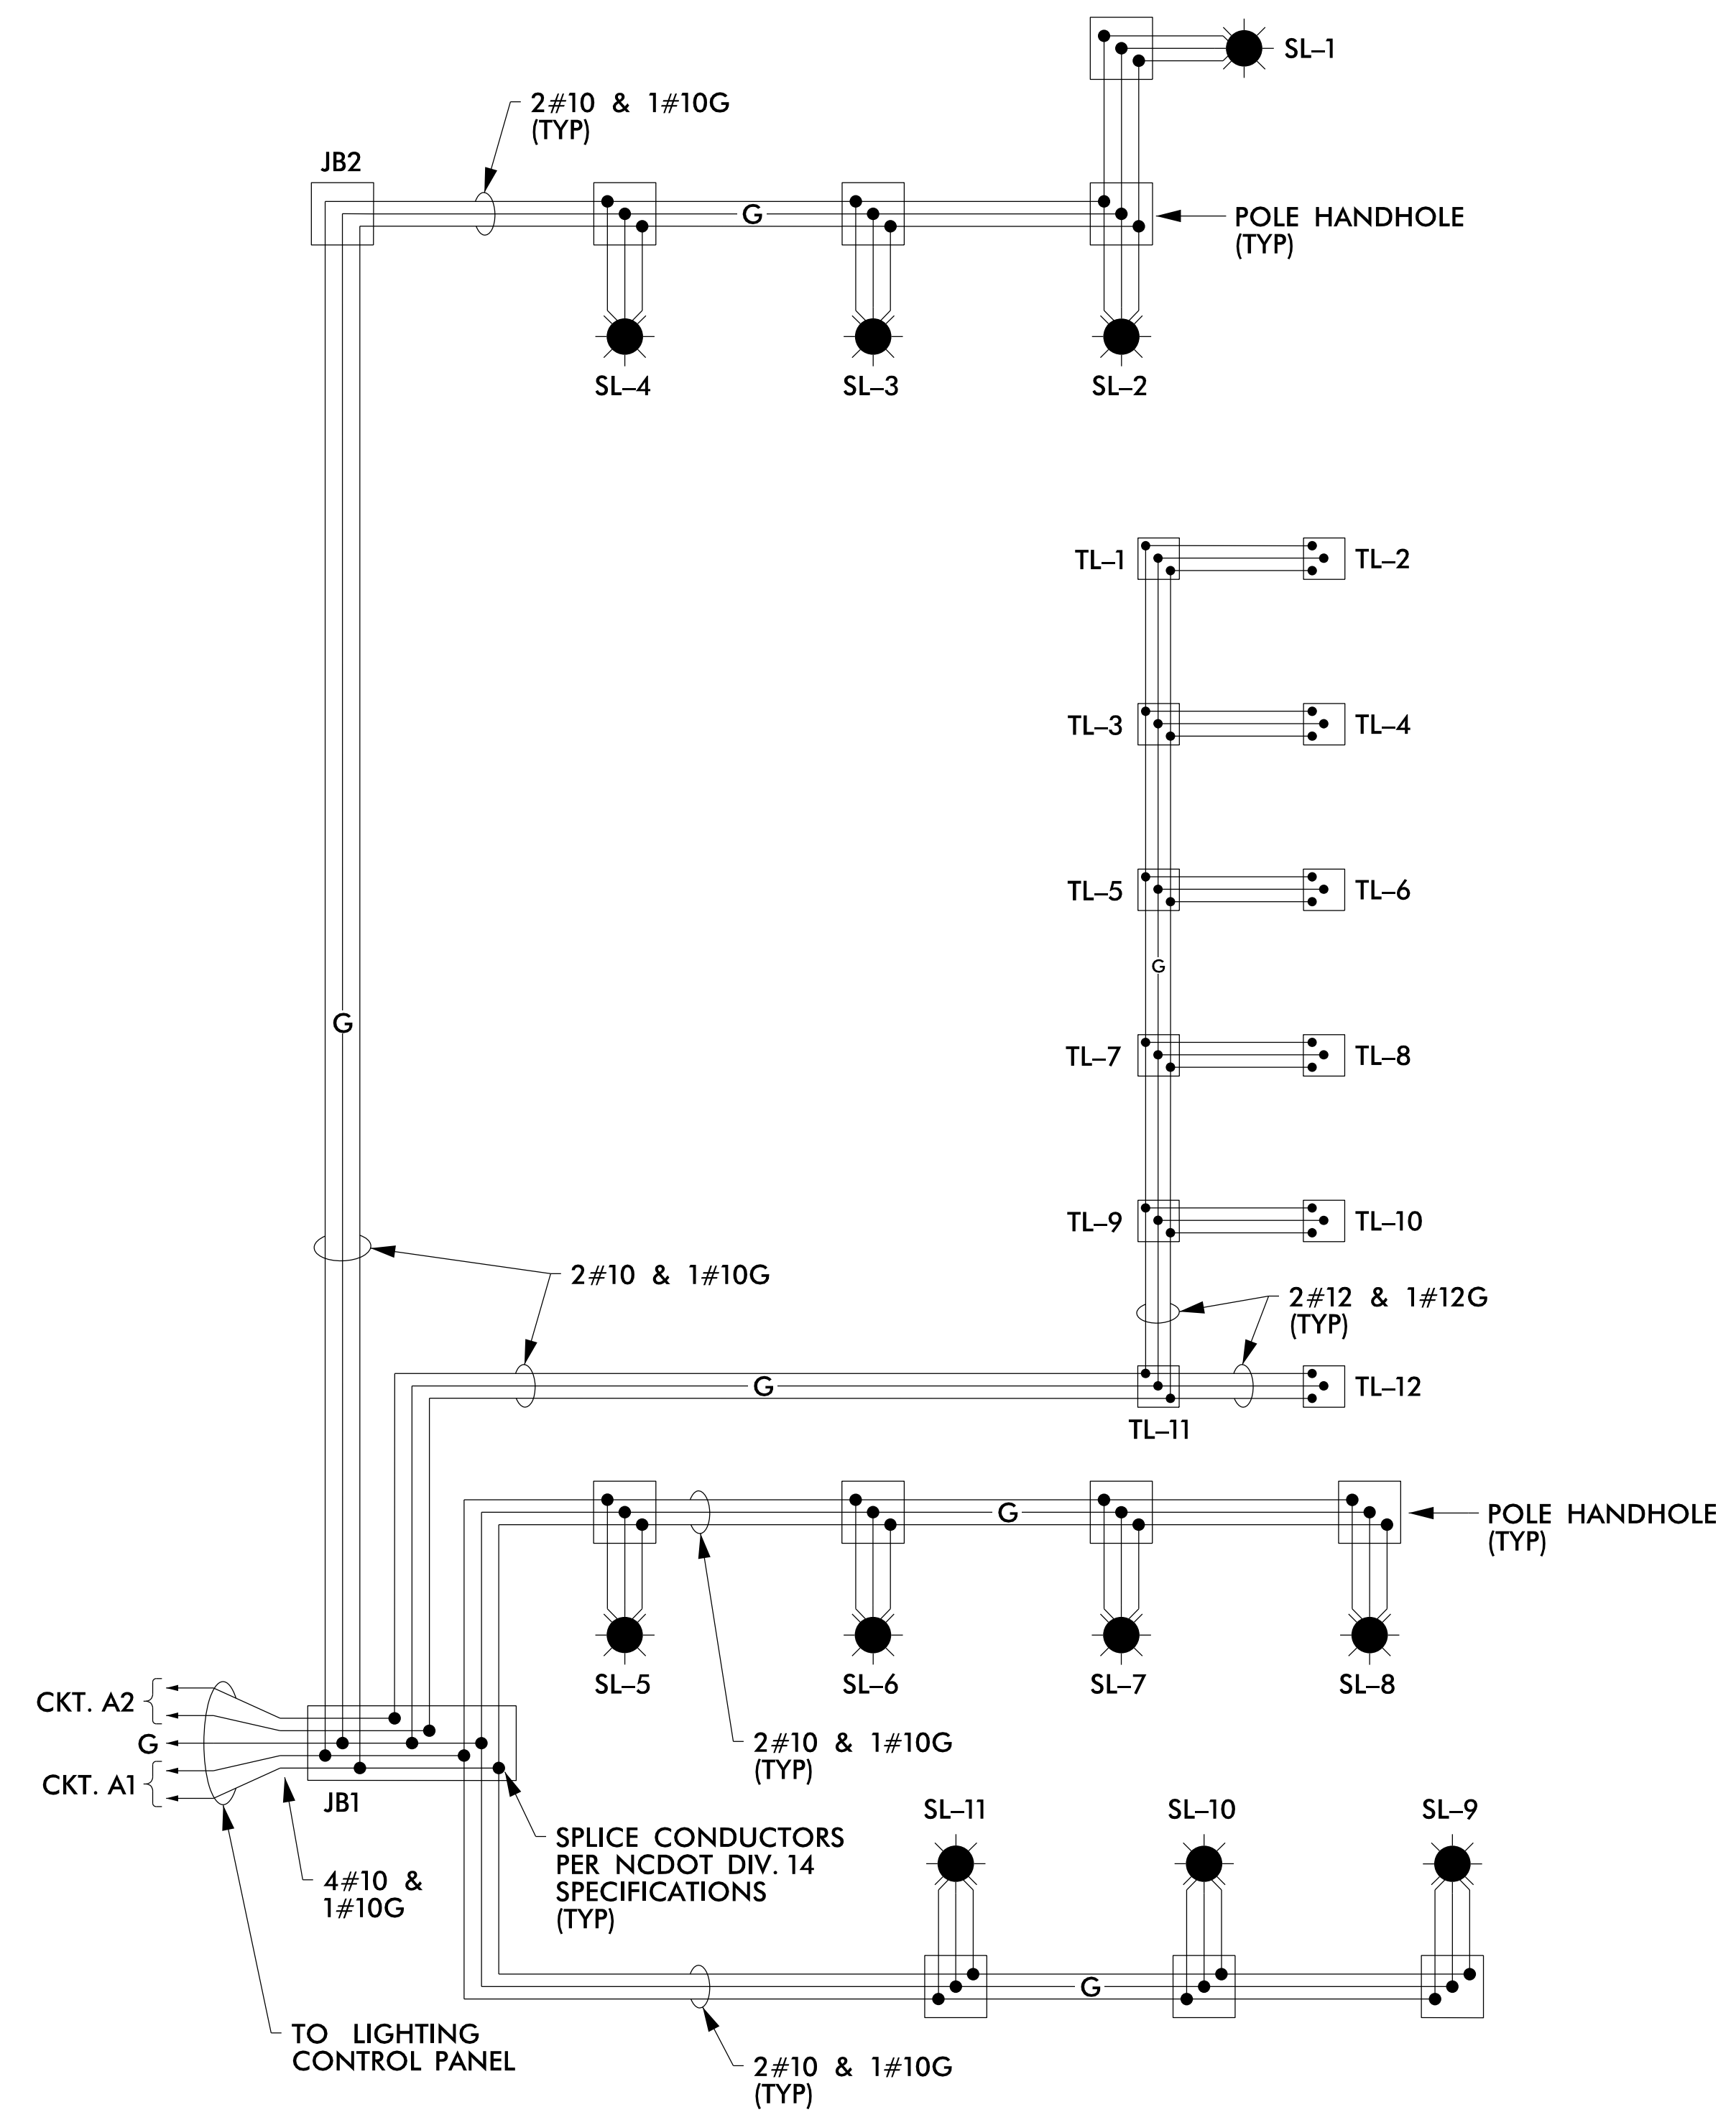 SL–1
2#10 & 1#10G
(TYP)
JB2
G
POLE HANDHOLE
(TYP)
SL–4
SL–3
SL–2
TL–1
TL–2
TL–3
TL–4
TL–5
TL–6
G
G
TL–7
TL–8
TL–9
TL–10
2#10 & 1#10G
2#12 & 1#12G
(TYP)
G
TL–12
TL–11
G
POLE HANDHOLE
(TYP)
SL–5
SL–6
SL–7
SL–8
CKT. A2
G
CKT. A1
2#10 & 1#10G
(TYP)
JB1
SL–11
SL–10
SL–9
SPLICE CONDUCTORS
PER NCDOT DIV. 14
SPECIFICATIONS
(TYP)
4#10 &
1#10G
G
TO LIGHTING
CONTROL PANEL
2#10 & 1#10G
(TYP)